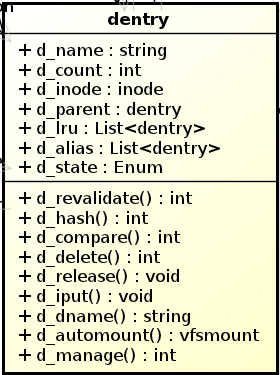 dentry
+ d_name : string
+ d_count : int
+ d_inode : inode
+ d_parent : dentry
+ d_lru : List<dentry>
+ d_alias : List<dentry>
+ d_state : Enum
+ d_revalidate() : int
+ d_hash() : int
+ d_compare() : int
+ d_delete() : int
+ d_release() : void
+ d_iput() : void
+ d_dname() : string
+ d_automount() : vfsmount
+ d_manage() : int